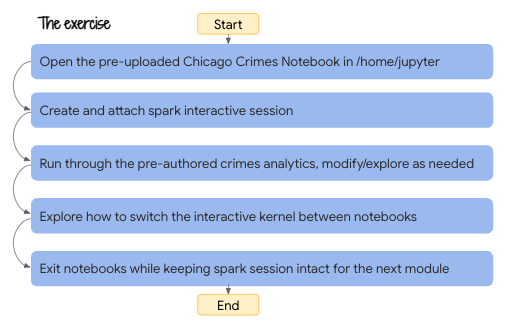 The exercise
Start
Open the pre-uploaded Chicago Crimes Notebook in /home/jupyter
Create and attach spark interactive session
Run through the pre-authored crimes analytics, modify/explore as needed
Explore how to switch the interactive kernel between notebooks
Exit notebooks while keeping spark session intact for the next module
End